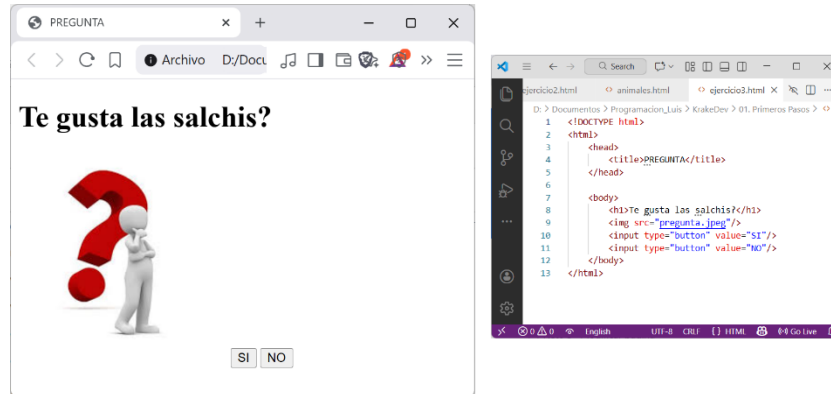 PREGUNTA
Archivo D:/Docu
Te gusta las salchis?
SI NO
Search
ejercicio2.html animales.html ejercicio3.html
D: > Documentos > Programacion_Luis > KrakeDev > 01. Primeros Pasos >
1 <!DOCTYPE html>
2 <html>
3 <head>
4 <title>PREGUNTA</title>
5 </head>
6
7 <body>
8 <h1>Te gusta las salchis?</h1>
9 <img src="pregunta.jpeg"/>
10 <input type="button" value="SI"/>
11 <input type="button" value="NO"/>
12 </body>
13 </html>
0 0 English UTF-8 CRLF {} HTML Go Live